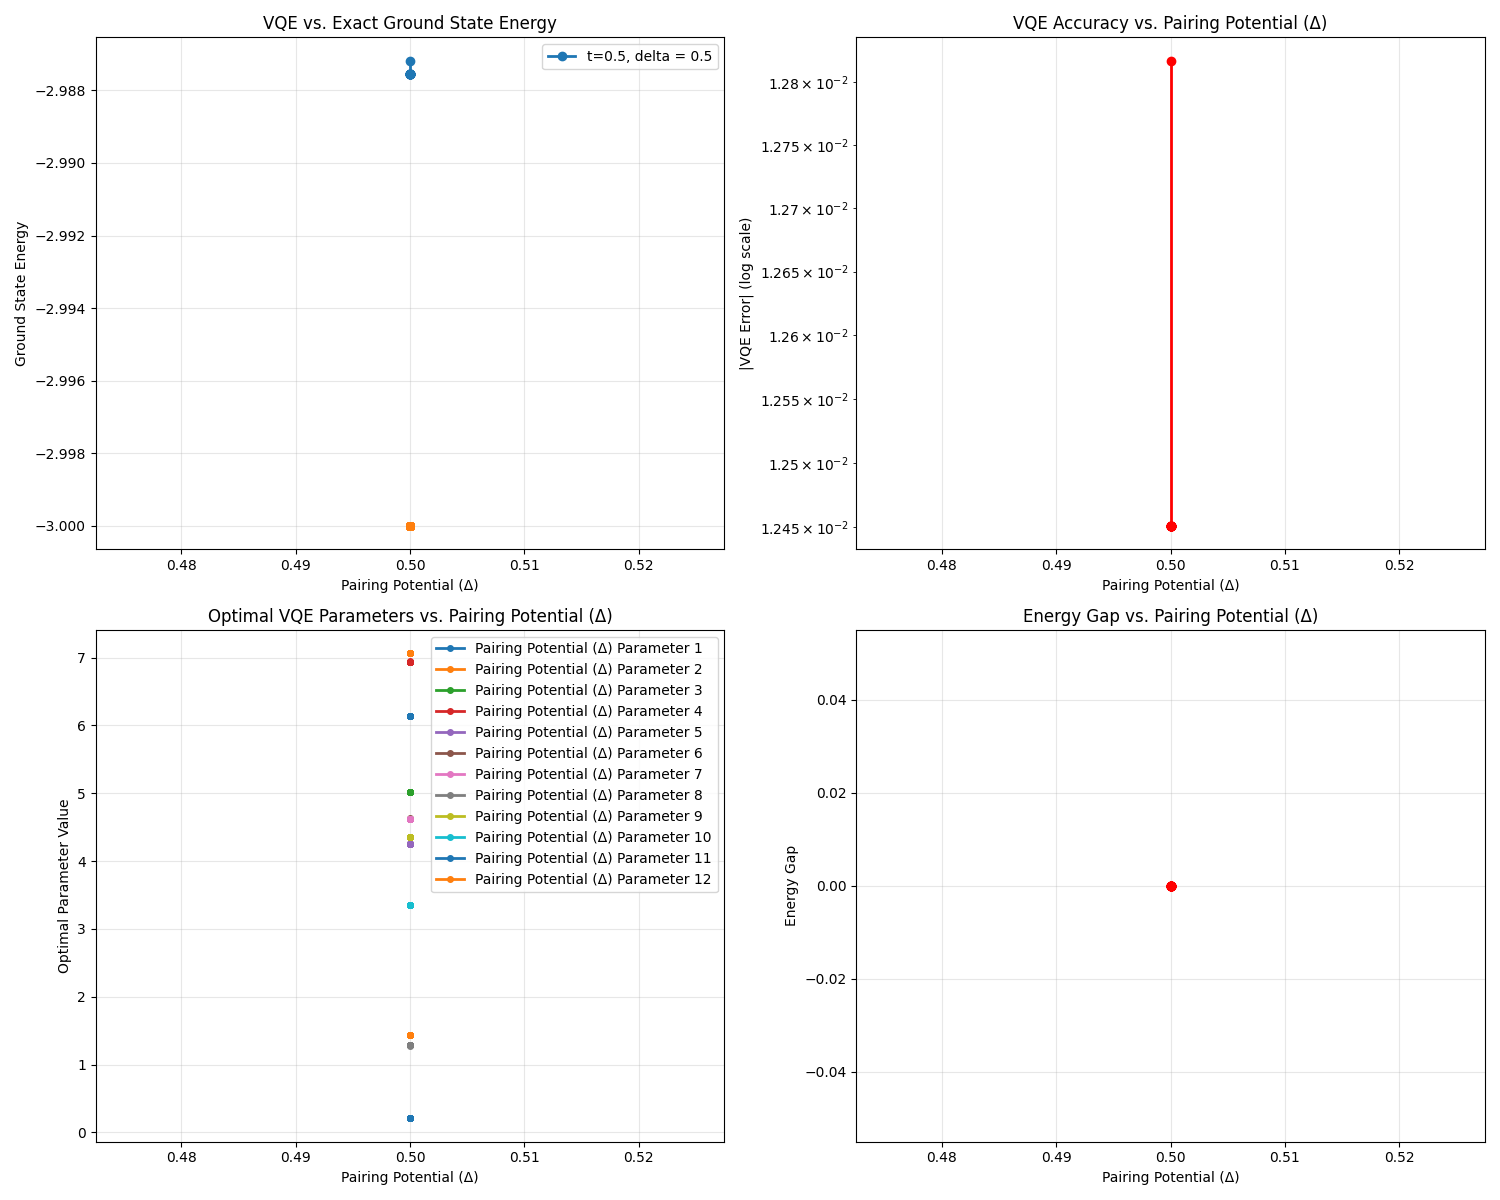 VQE vs. Exact Ground State Energy
t=0.5, delta = 0.5
−2.988
−2.990
−2.992
−2.994
−2.996
−2.998
−3.000
Ground State Energy
0.48 0.49 0.50 0.51 0.52
Pairing Potential (Δ)
VQE Accuracy vs. Pairing Potential (Δ)
1.28 × 10⁻²
1.275 × 10⁻²
1.27 × 10⁻²
1.265 × 10⁻²
1.26 × 10⁻²
1.255 × 10⁻²
1.25 × 10⁻²
1.245 × 10⁻²
|VQE Error| (log scale)
0.48 0.49 0.50 0.51 0.52
Pairing Potential (Δ)
Optimal VQE Parameters vs. Pairing Potential (Δ)
Pairing Potential (Δ) Parameter 1
Pairing Potential (Δ) Parameter 2
Pairing Potential (Δ) Parameter 3
Pairing Potential (Δ) Parameter 4
Pairing Potential (Δ) Parameter 5
Pairing Potential (Δ) Parameter 6
Pairing Potential (Δ) Parameter 7
Pairing Potential (Δ) Parameter 8
Pairing Potential (Δ) Parameter 9
Pairing Potential (Δ) Parameter 10
Pairing Potential (Δ) Parameter 11
Pairing Potential (Δ) Parameter 12
7
6
5
4
3
2
1
0
Optimal Parameter Value
0.48 0.49 0.50 0.51 0.52
Pairing Potential (Δ)
Energy Gap vs. Pairing Potential (Δ)
0.04
0.02
0.00
−0.02
−0.04
Energy Gap
0.48 0.49 0.50 0.51 0.52
Pairing Potential (Δ)